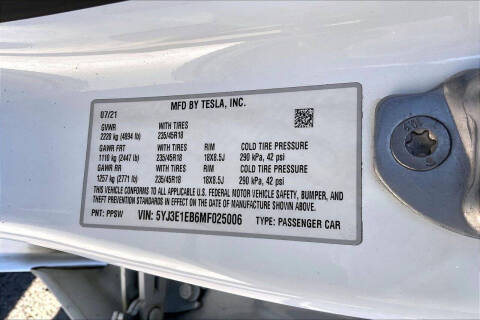 MFD BY TESLA, INC.
07/21
GVWR WITH TIRES
2220 kg (4894 lb) 235/45R18
GAWR FRT WITH TIRES RIM COLD TIRE PRESSURE
1110 kg (2447 lb) 235/45R18 18X8.5J 290 kPa, 42 psi
GAWR RR WITH TIRES RIM COLD TIRE PRESSURE
1257 kg (2771 lb) 235/45R18 18X8.5J 290 kPa, 42 psi
THIS VEHICLE CONFORMS TO ALL APPLICABLE U.S. FEDERAL MOTOR VEHICLE SAFETY, BUMPER, AND
THEFT PREVENTION STANDARDS IN EFFECT ON THE DATE OF MANUFACTURE SHOWN ABOVE.
PNT: PPSW VIN: 5YJ3E1EB6MF025006 TYPE: PASSENGER CAR